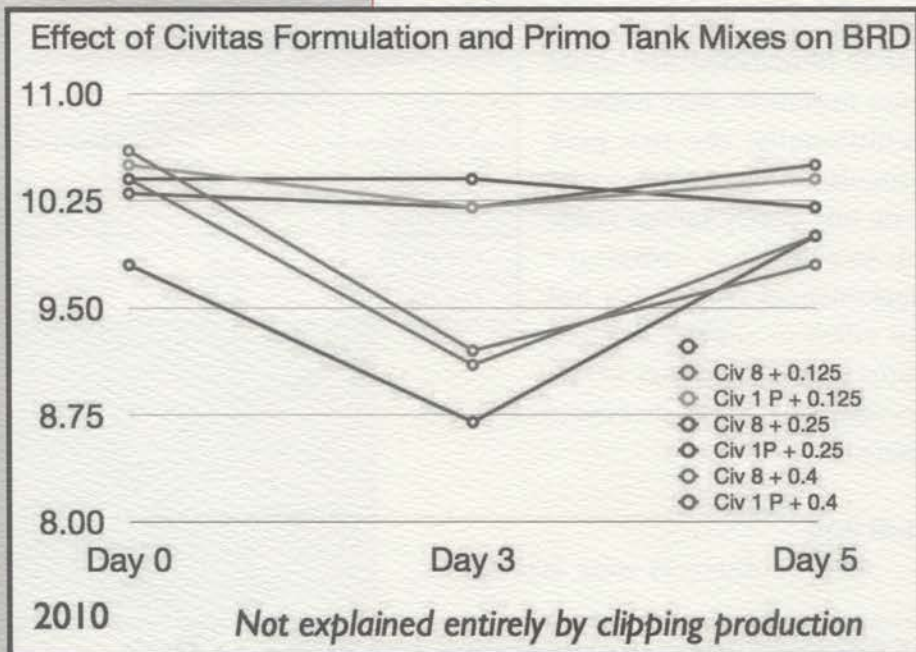 Effect of Civitas Formulation and Primo Tank Mixes on BRD
11.00
10.25
9.50
8.75
8.00
Civ 8 + 0.125
Civ 1 P + 0.125
Civ 8 + 0.25
Civ 1P + 0.25
Civ 8 + 0.4
Civ 1 P + 0.4
Day 0 Day 3 Day 5
2010 Not explained entirely by clipping production